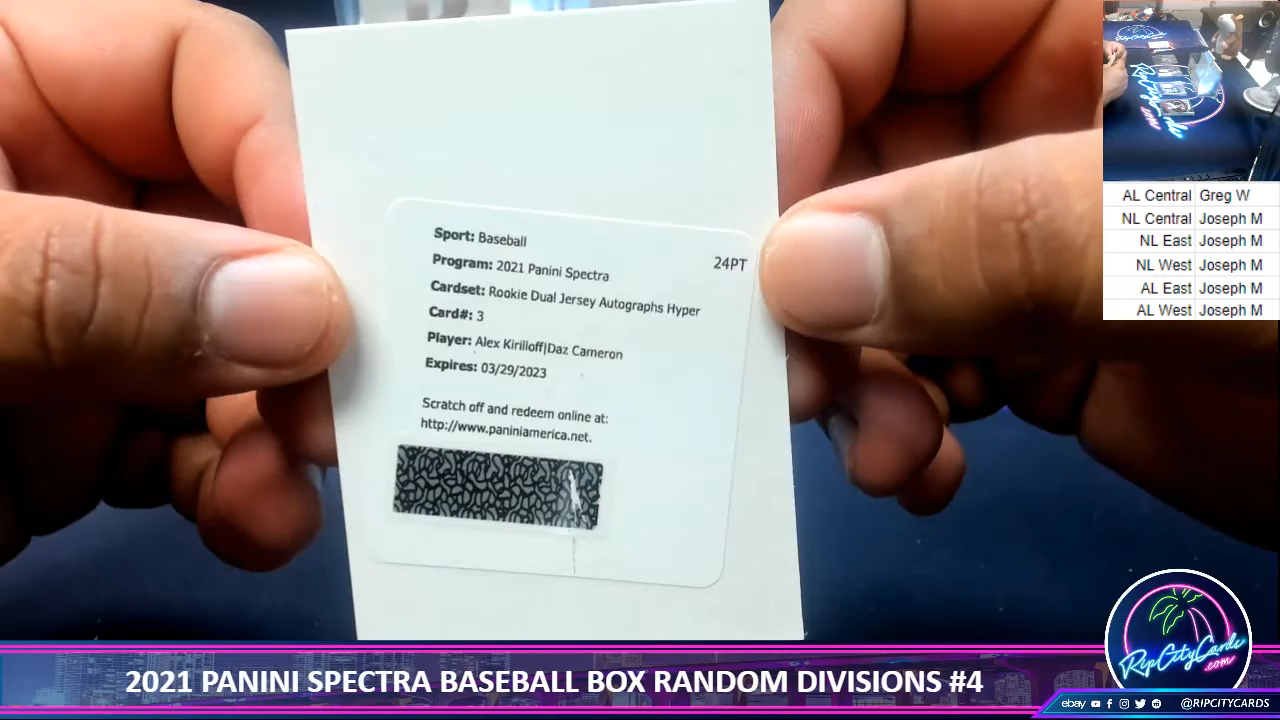 Sport: Baseball
24PT
Program: 2021 Panini Spectra
Cardset: Rookie Dual Jersey Autographs Hyper
Card#: 3
Player: Alex Kirilloff|Daz Cameron
Expires: 03/29/2023
Scratch off and redeem online at:
http://www.paniniamerica.net.
AL Central Greg W
NL Central Joseph M
NL East Joseph M
NL West Joseph M
AL East Joseph M
AL West Joseph M
2021 PANINI SPECTRA BASEBALL BOX RANDOM DIVISIONS #4
RipCityCards
.com
ebay @RIPCITYCARDS